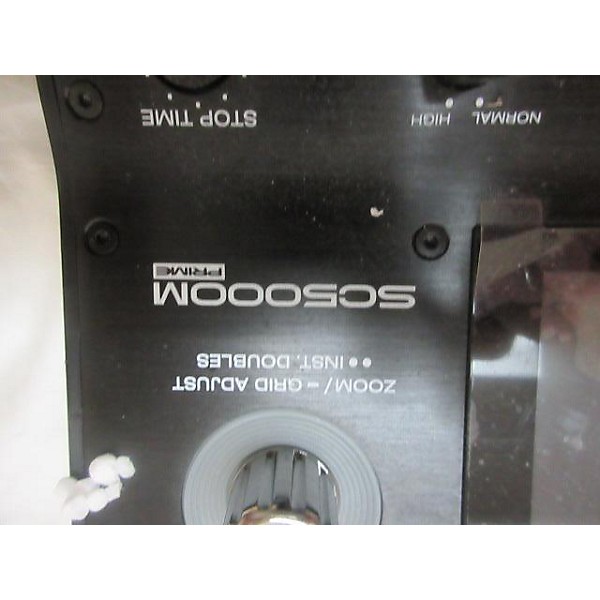 ZOOM / – GRID ADJUST
•• INST. DOUBLES
SC5000M
PRIME
NORMAL
HIGH
STOP TIME